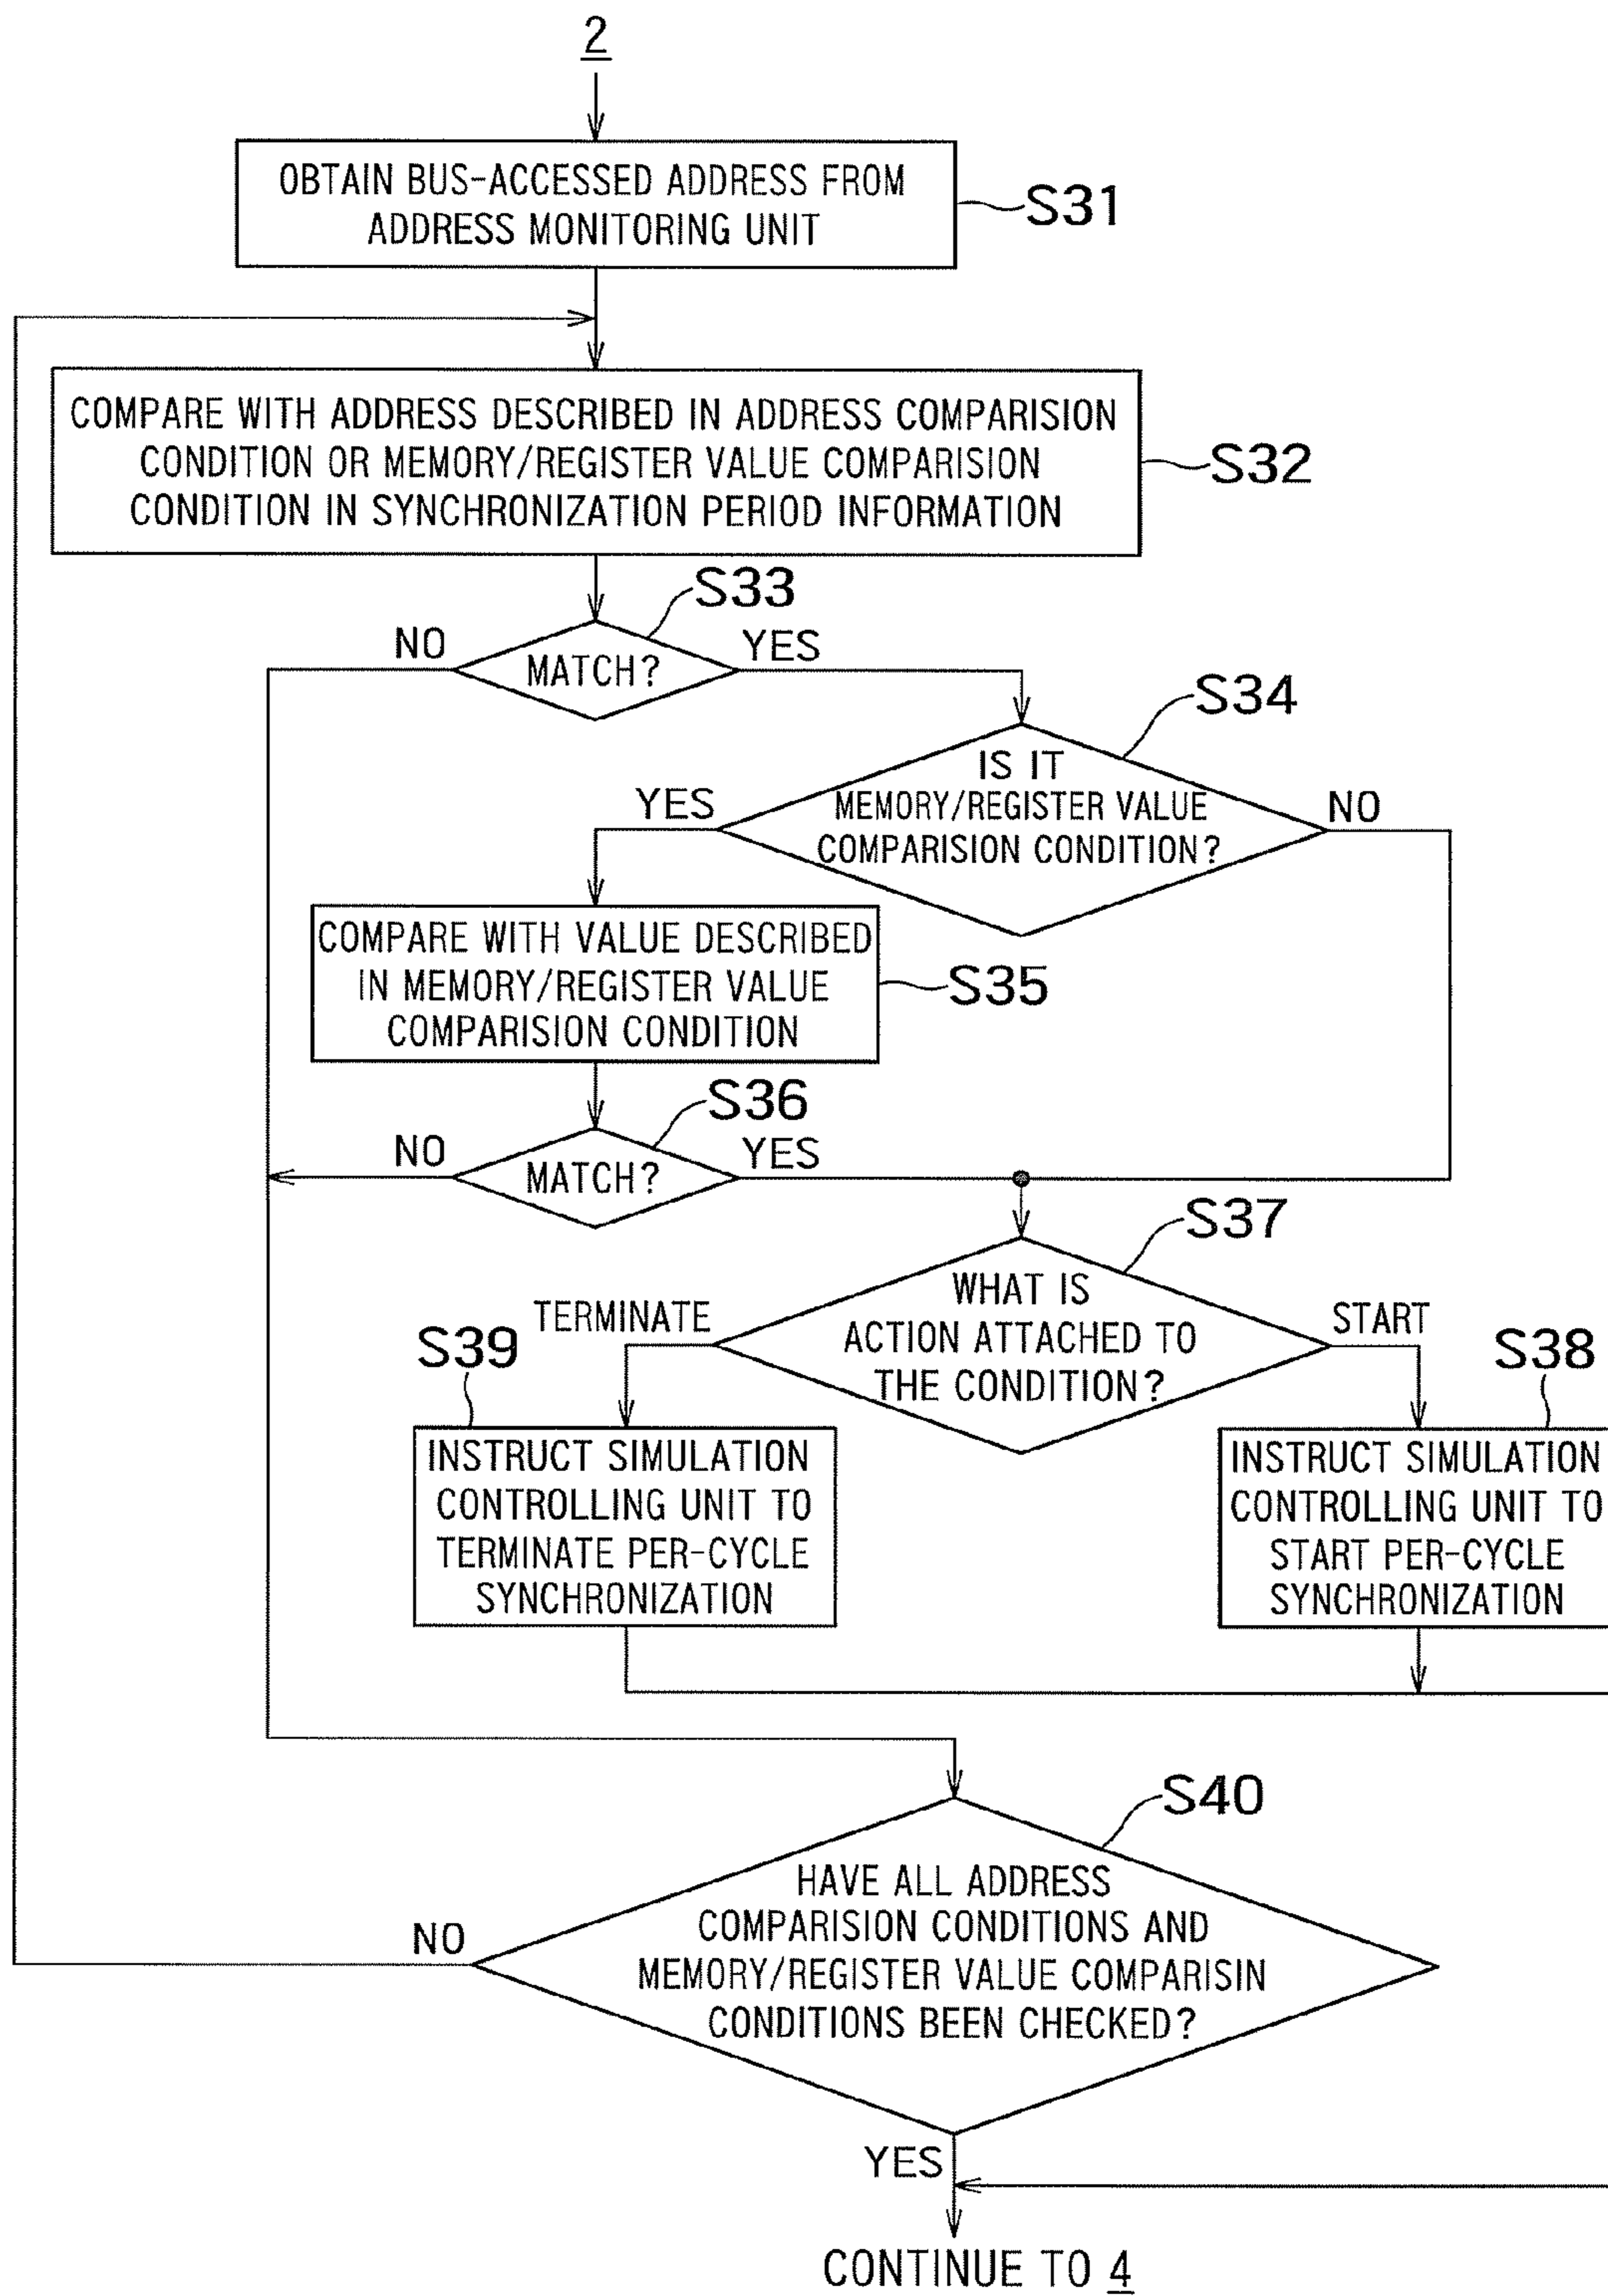 2
OBTAIN BUS-ACCESSED ADDRESS FROM
ADDRESS MONITORING UNIT
S31
COMPARE WITH ADDRESS DESCRIBED IN ADDRESS COMPARISION
CONDITION OR MEMORY/REGISTER VALUE COMPARISION
CONDITION IN SYNCHRONIZATION PERIOD INFORMATION
S32
S33
NO
MATCH?
YES
S34
IS IT
MEMORY/REGISTER VALUE
COMPARISION CONDITION?
YES
NO
COMPARE WITH VALUE DESCRIBED
IN MEMORY/REGISTER VALUE
COMPARISION CONDITION
S35
S36
NO
MATCH?
YES
S37
WHAT IS
ACTION ATTACHED TO
THE CONDITION?
TERMINATE
START
S39
INSTRUCT SIMULATION
CONTROLLING UNIT TO
TERMINATE PER-CYCLE
SYNCHRONIZATION
S38
INSTRUCT SIMULATION
CONTROLLING UNIT TO
START PER-CYCLE
SYNCHRONIZATION
S40
HAVE ALL ADDRESS
COMPARISION CONDITIONS AND
MEMORY/REGISTER VALUE COMPARISIN
CONDITIONS BEEN CHECKED?
NO
YES
CONTINUE TO 4